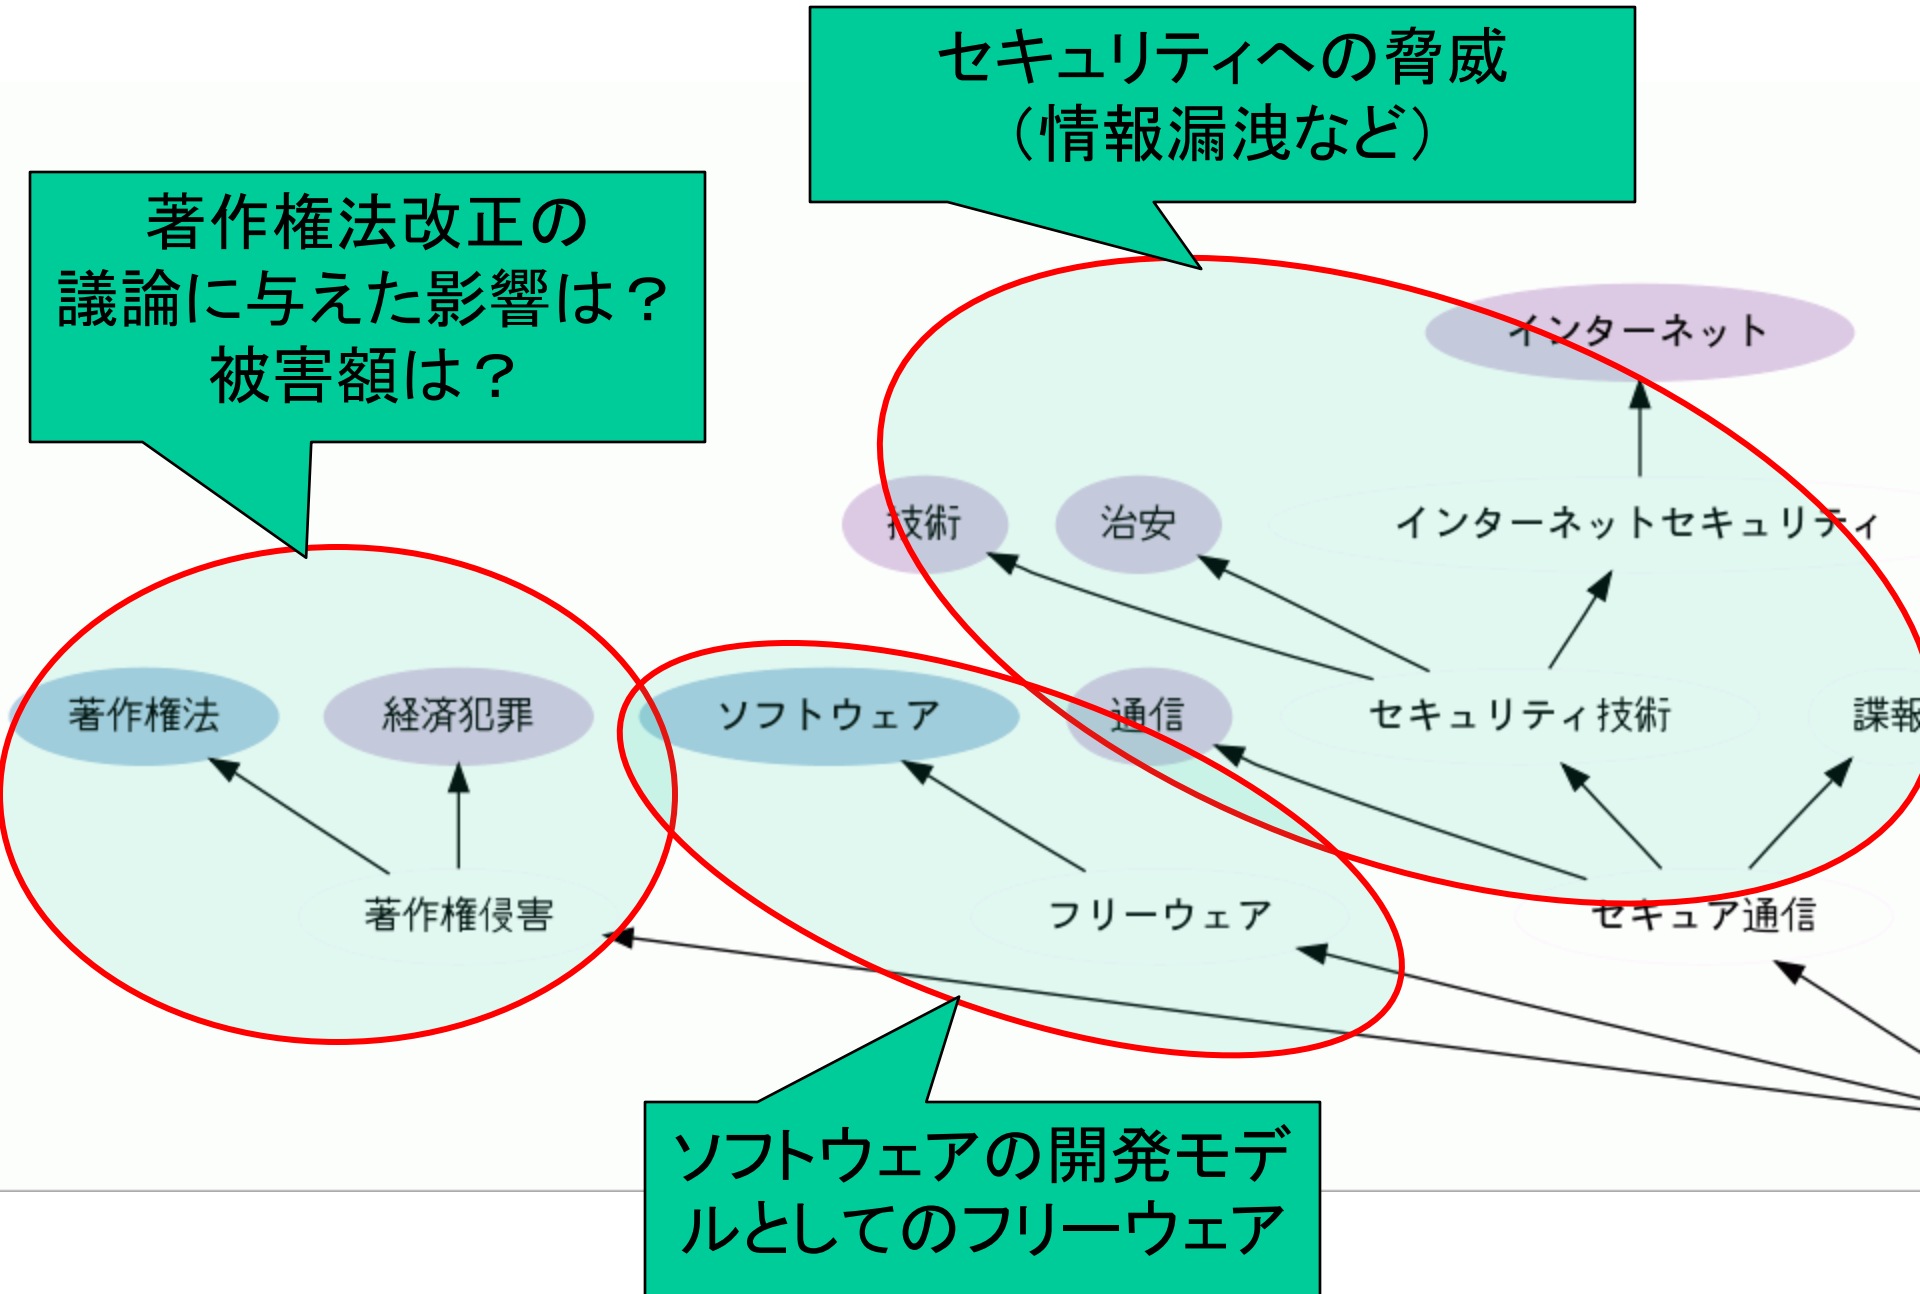 セキュリティへの脅威
（情報漏洩など）
著作権法改正の
議論に与えた影響は？
被害額は？
インターネット
技術
治安
インターネットセキュリティ
著作権法
経済犯罪
ソフトウェア
通信
セキュリティ技術
諜報
著作権侵害
フリーウェア
セキュア通信
ソフトウェアの開発モデ
ルとしてのフリーウェア